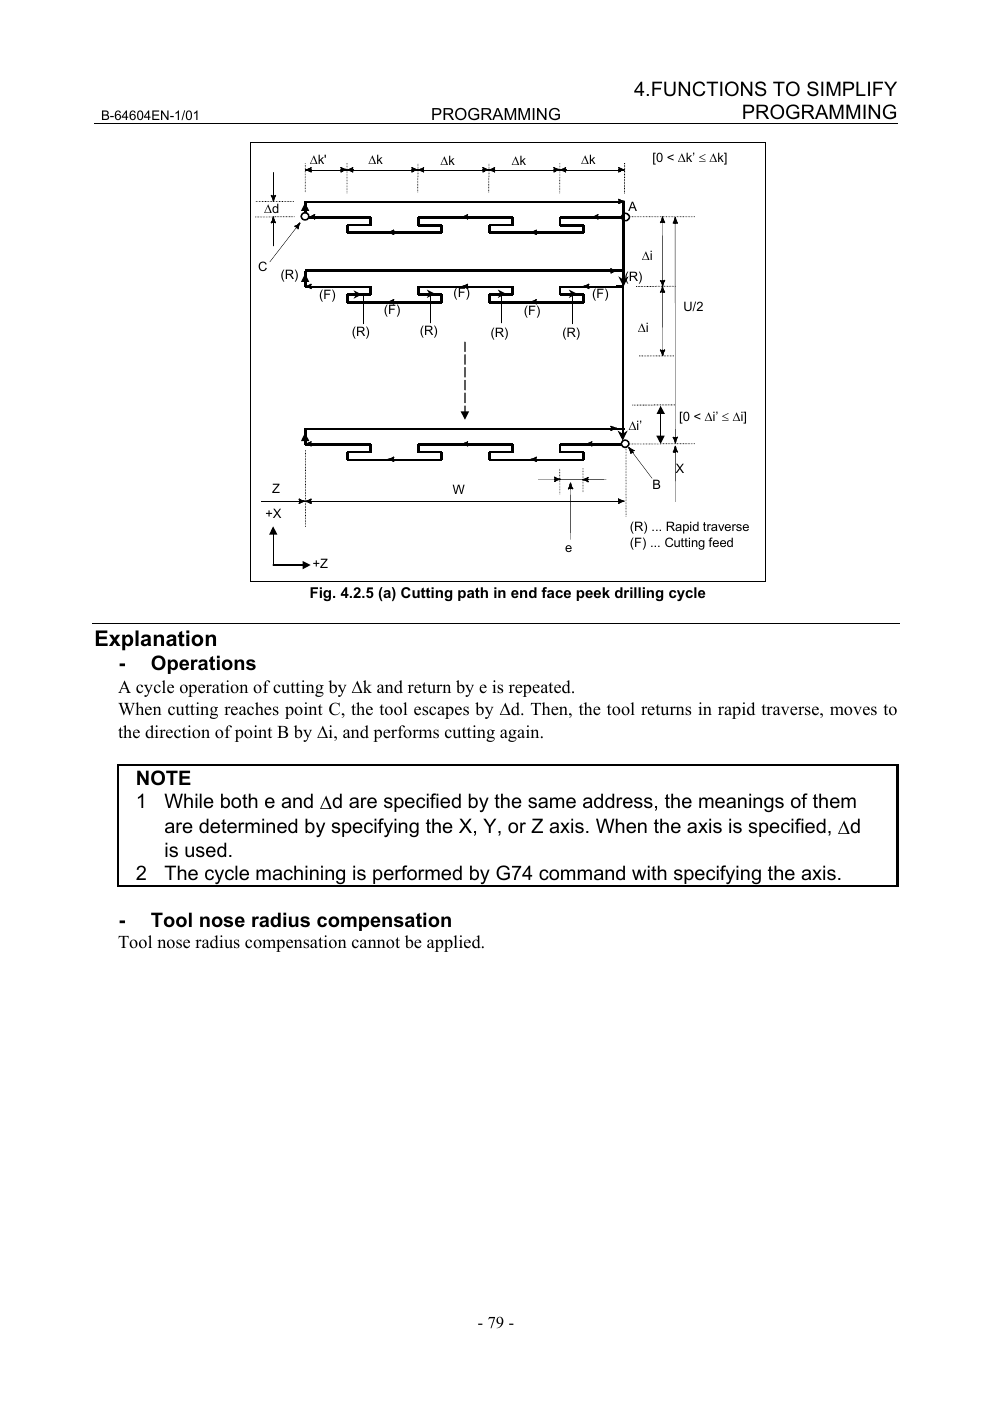 4.FUNCTIONS TO SIMPLIFY
B-64604EN-1/01 PROGRAMMING PROGRAMMING
Δk' Δk Δk Δk Δk [0 < Δk’ ≤ Δk]
Δd A
C
Δi
(R) (R)
(F) (F) (F)
(F) (F)
U/2
(R) (R) (R) (R)
Δi
[0 < Δi’ ≤ Δi]
Δi’
X
B
Z W
+X
(R) ... Rapid traverse
(F) ... Cutting feed
e
+Z
Fig. 4.2.5 (a) Cutting path in end face peek drilling cycle
Explanation
- Operations
A cycle operation of cutting by Δk and return by e is repeated.
When cutting reaches point C, the tool escapes by Δd. Then, the tool returns in rapid traverse, moves to
the direction of point B by Δi, and performs cutting again.
NOTE
1 While both e and Δd are specified by the same address, the meanings of them
are determined by specifying the X, Y, or Z axis. When the axis is specified, Δd
is used.
2 The cycle machining is performed by G74 command with specifying the axis.
- Tool nose radius compensation
Tool nose radius compensation cannot be applied.
- 79 -